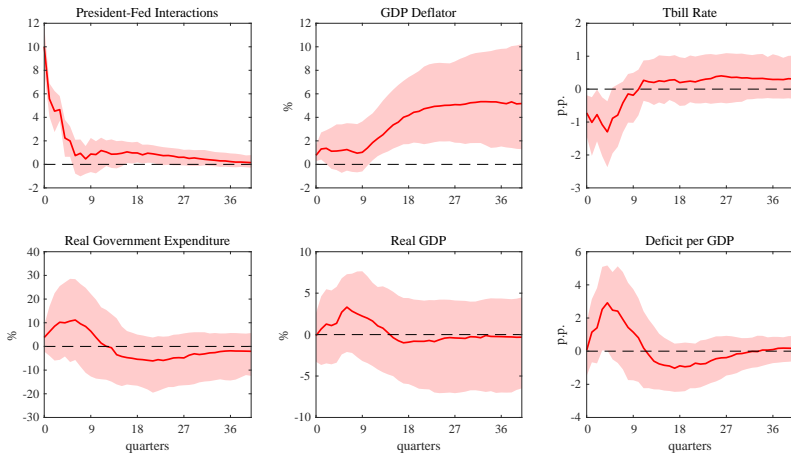 President-Fed Interactions
12
10
8
6
4
2
0
-2
0 9 18 27 36
GDP Deflator
%
12
10
8
6
4
2
0
-2
0 9 18 27 36
Tbill Rate
p.p.
2
1
0
-1
-2
-3
0 9 18 27 36
Real Government Expenditure
40
30
20
10
0
-10
-20
-30
0 9 18 27 36
quarters
Real GDP
%
10
5
0
-5
-10
0 9 18 27 36
quarters
Deficit per GDP
p.p.
6
4
2
0
-2
-4
0 9 18 27 36
quarters